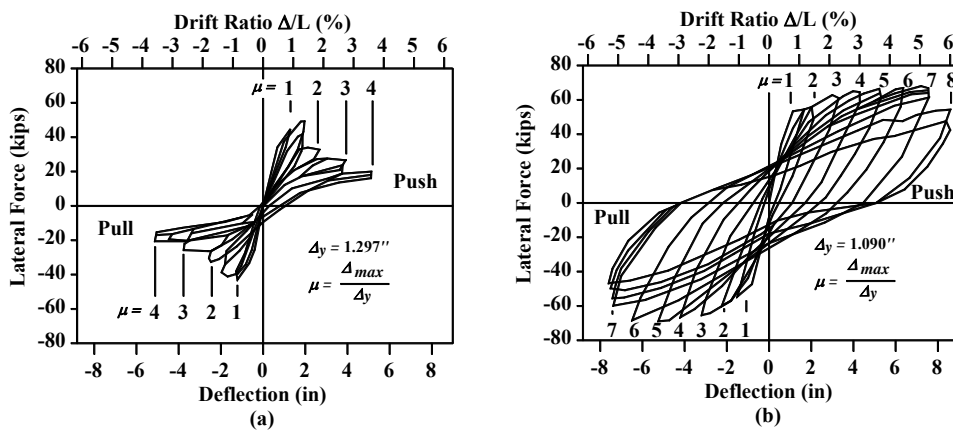 Drift Ratio Δ/L (%)
-6 -5 -4 -3 -2 -1 0 1 2 3 4 5 6
80
60
40
20
0
-20
-40
-60
-80
Lateral Force (kips)
μ = 1 2 3 4
Push
Pull
Δy = 1.297″
μ = Δmax / Δy
μ = 4 3 2 1
-8 -6 -4 -2 0 2 4 6 8
Deflection (in)
(a)
Drift Ratio Δ/L (%)
-6 -5 -4 -3 -2 -1 0 1 2 3 4 5 6
80
60
40
20
0
-20
-40
-60
-80
Lateral Force (kips)
μ = 1 2 3 4 5 6 7 8
Push
Pull
Δy = 1.090″
μ = Δmax / Δy
7 6 5 4 3 2 1
-8 -6 -4 -2 0 2 4 6 8
Deflection (in)
(b)